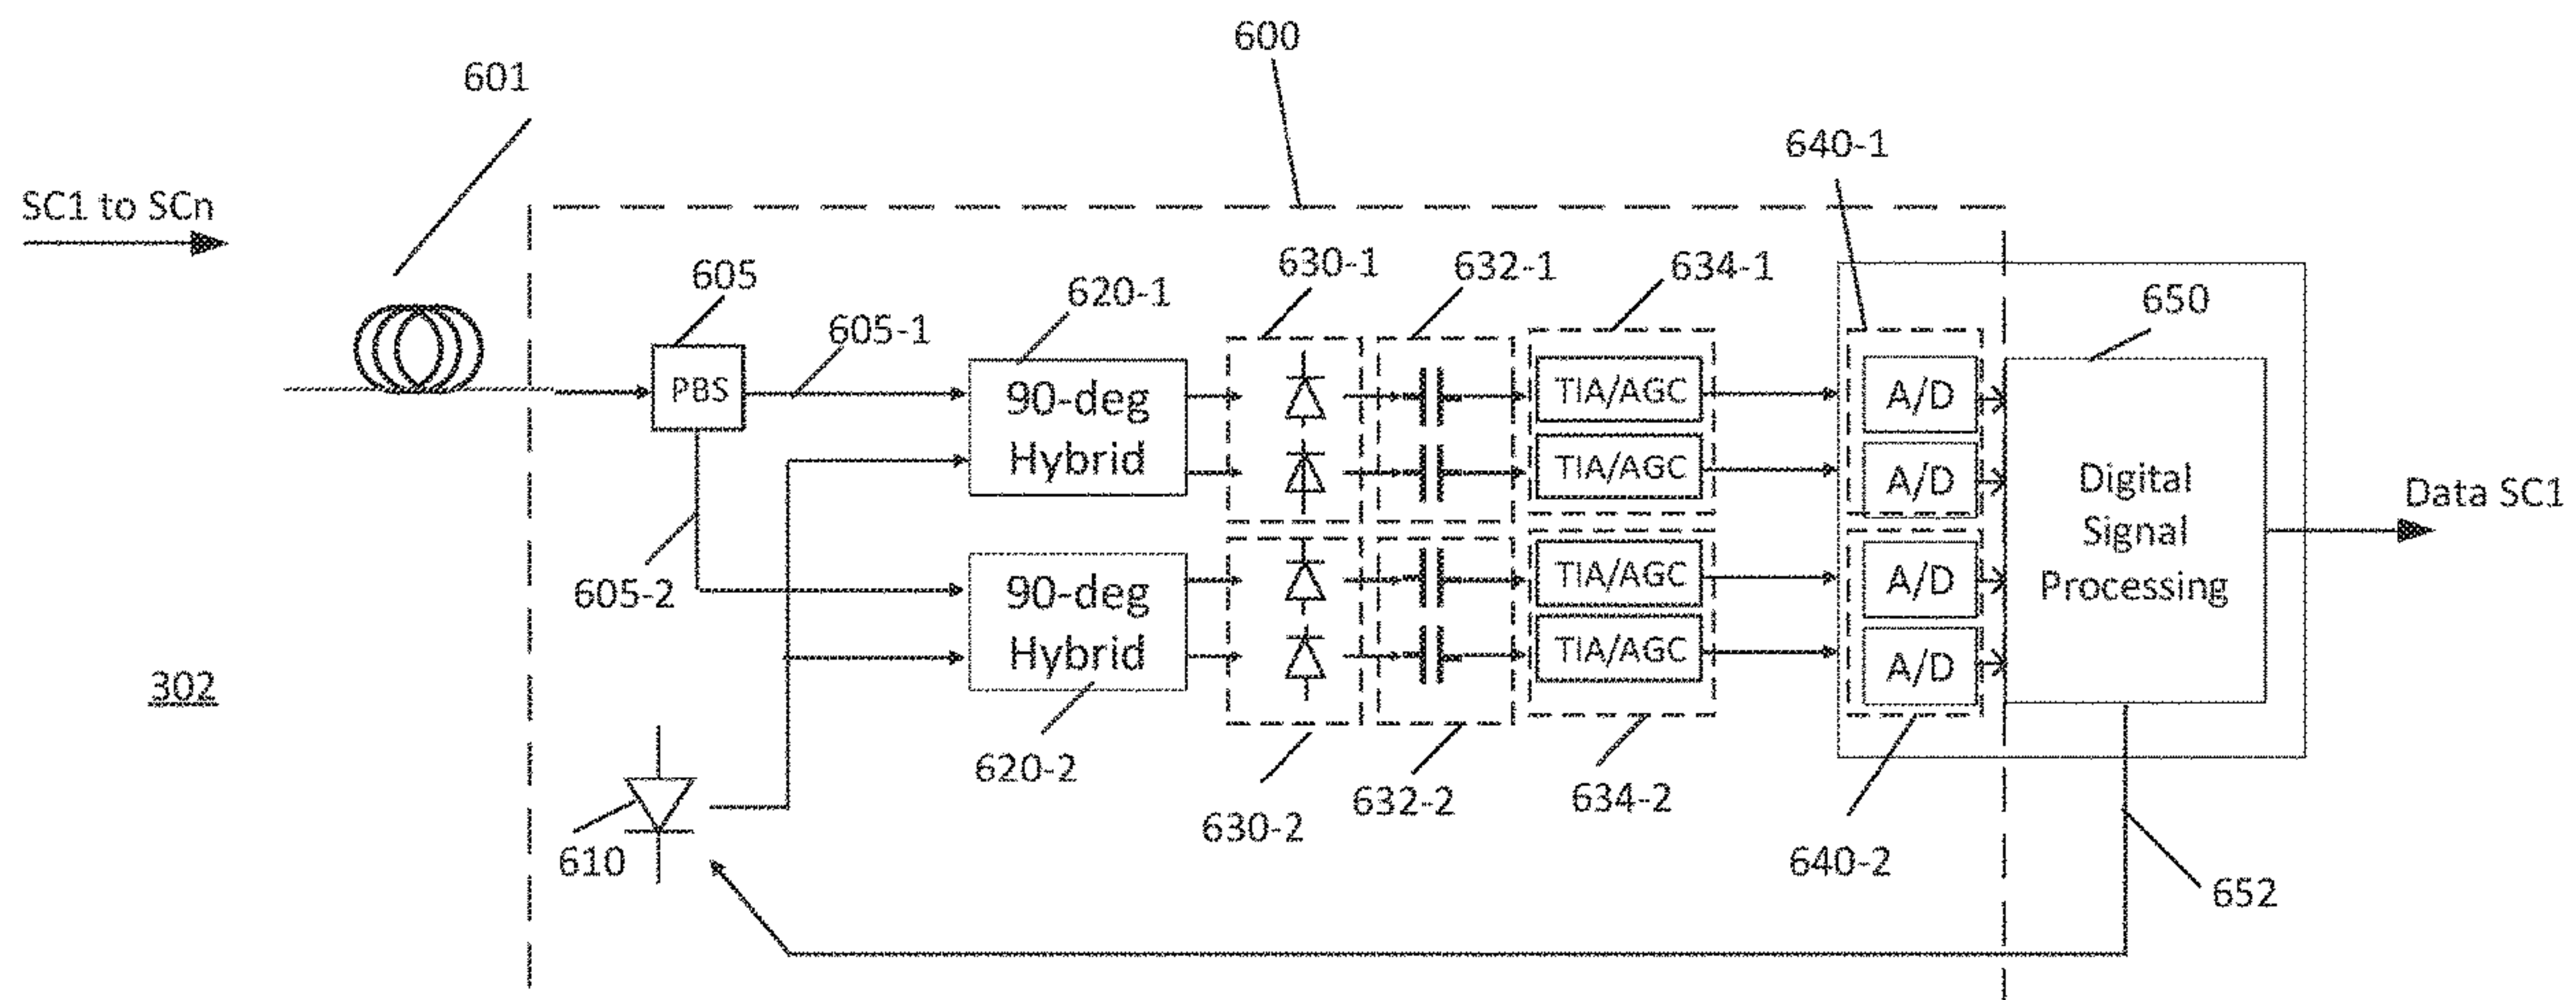 600
601
640-1
SC1 to SCn
605
620-1
605-1
630-1
632-1
634-1
650
PBS
90-deg
Hybrid
TIA/AGC
TIA/AGC
A/D
A/D
Digital
Signal
Processing
Data SC1
605-2
90-deg
Hybrid
TIA/AGC
TIA/AGC
A/D
A/D
302
620-2
630-2
632-2
634-2
640-2
610
652